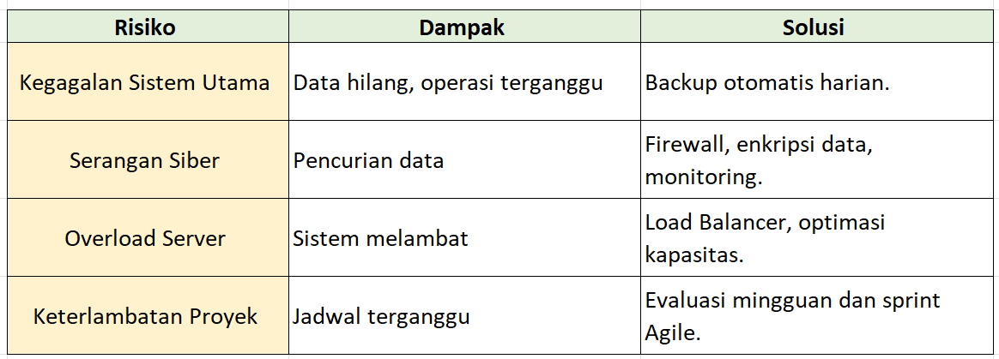 Risiko Dampak Solusi
Kegagalan Sistem Utama Data hilang, operasi terganggu Backup otomatis harian.
Serangan Siber Pencurian data Firewall, enkripsi data,
monitoring.
Overload Server Sistem melambat Load Balancer, optimasi
kapasitas.
Keterlambatan Proyek Jadwal terganggu Evaluasi mingguan dan sprint
Agile.